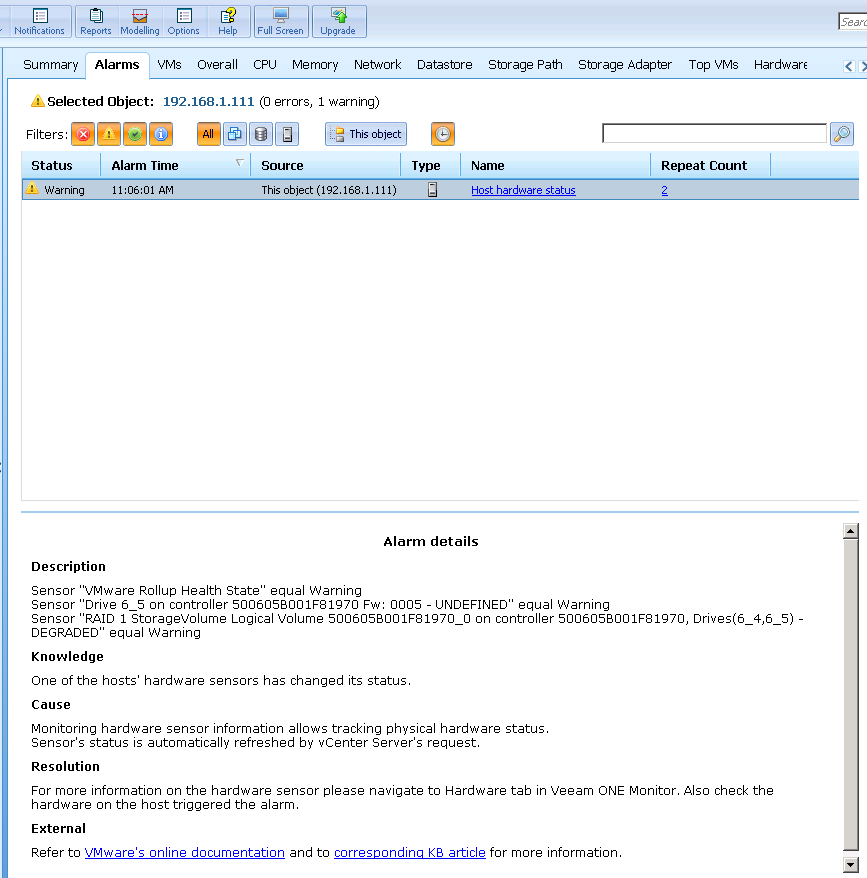 Notifications Reports Modelling Options Help Full Screen Upgrade
Summary Alarms VMs Overall CPU Memory Network Datastore Storage Path Storage Adapter Top VMs Hardware
Selected Object: 192.168.1.111 (0 errors, 1 warning)
Filters: All This object
Status Alarm Time Source Type Name Repeat Count
Warning 11:06:01 AM This object (192.168.1.111) Host hardware status 2
Alarm details
Description
Sensor "VMware Rollup Health State" equal Warning
Sensor "Drive 6_5 on controller 500605B001F81970 Fw: 0005 - UNDEFINED" equal Warning
Sensor "RAID 1 StorageVolume Logical Volume 500605B001F81970_0 on controller 500605B001F81970, Drives(6_4,6_5) -
DEGRADED" equal Warning
Knowledge
One of the hosts' hardware sensors has changed its status.
Cause
Monitoring hardware sensor information allows tracking physical hardware status.
Sensor's status is automatically refreshed by vCenter Server's request.
Resolution
For more information on the hardware sensor please navigate to Hardware tab in Veeam ONE Monitor. Also check the
hardware on the host triggered the alarm.
External
Refer to VMware's online documentation and to corresponding KB article for more information.